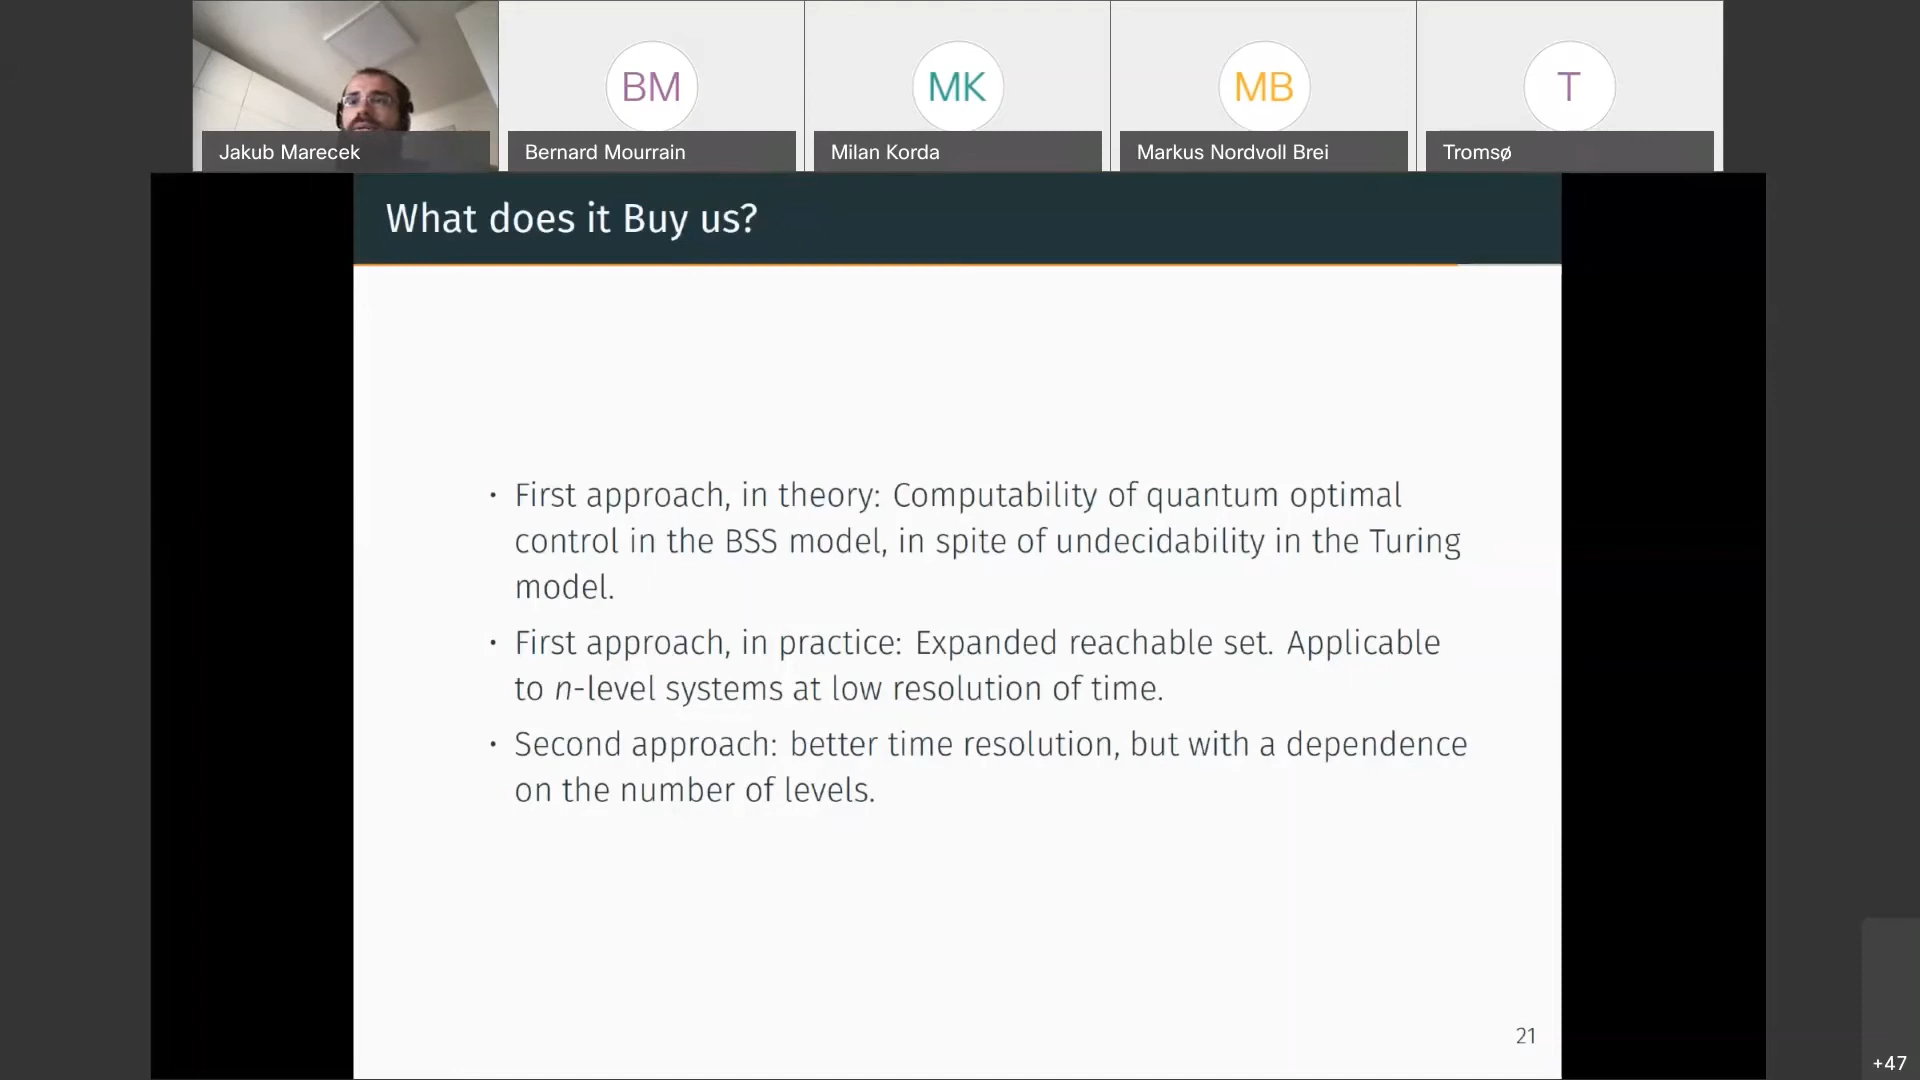 BM
MK
MB
T
Jakub Marecek
Bernard Mourrain
Milan Korda
Markus Nordvoll Brei
Tromsø
What does it Buy us?
• First approach, in theory: Computability of quantum optimal
control in the BSS model, in spite of undecidability in the Turing
model.
• First approach, in practice: Expanded reachable set. Applicable
to n-level systems at low resolution of time.
• Second approach: better time resolution, but with a dependence
on the number of levels.
21
+47